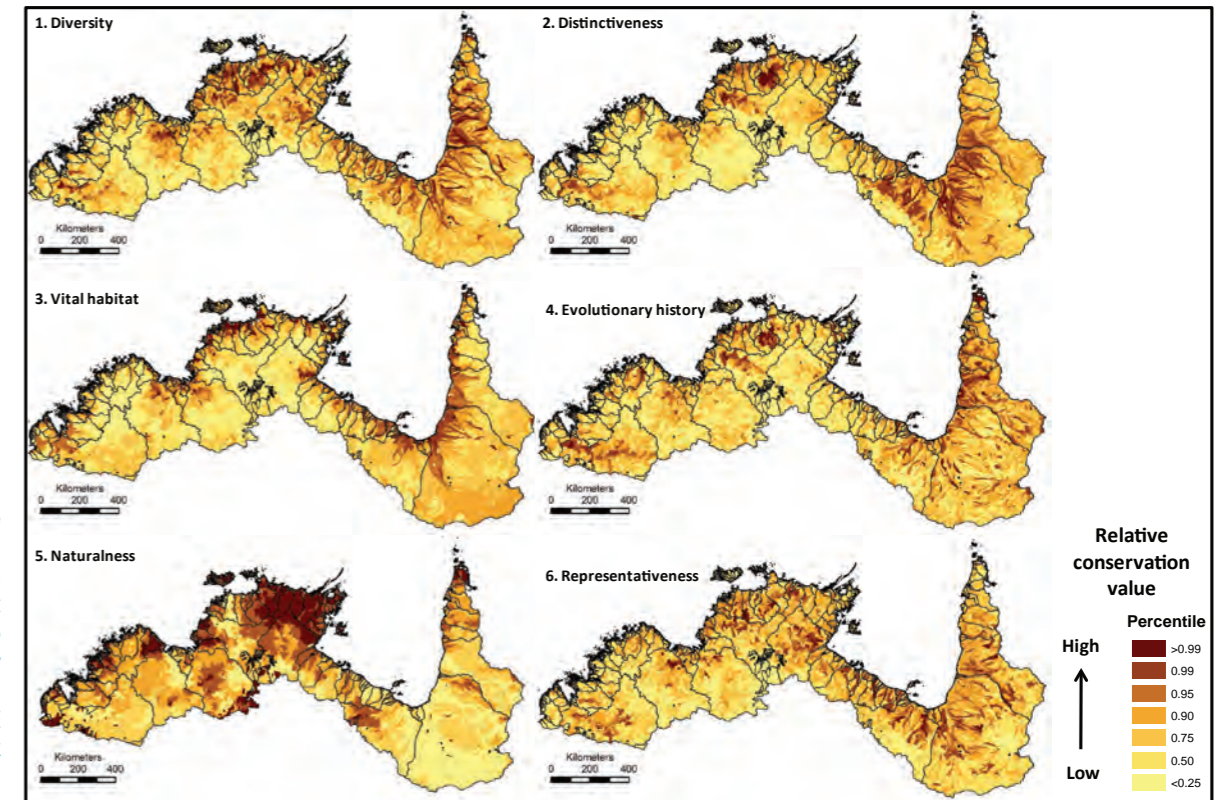 1. Diversity
2. Distinctiveness
Kilometers
0 200 400
Kilometers
0 200 400
3. Vital habitat
4. Evolutionary history
Kilometers
0 200 400
Kilometers
0 200 400
5. Naturalness
6. Representativeness
Kilometers
0 200 400
Kilometers
0 200 400
Relative
conservation
value
Percentile
High
>0.99
0.99
0.95
0.90
0.75
0.50
Low
<0.25